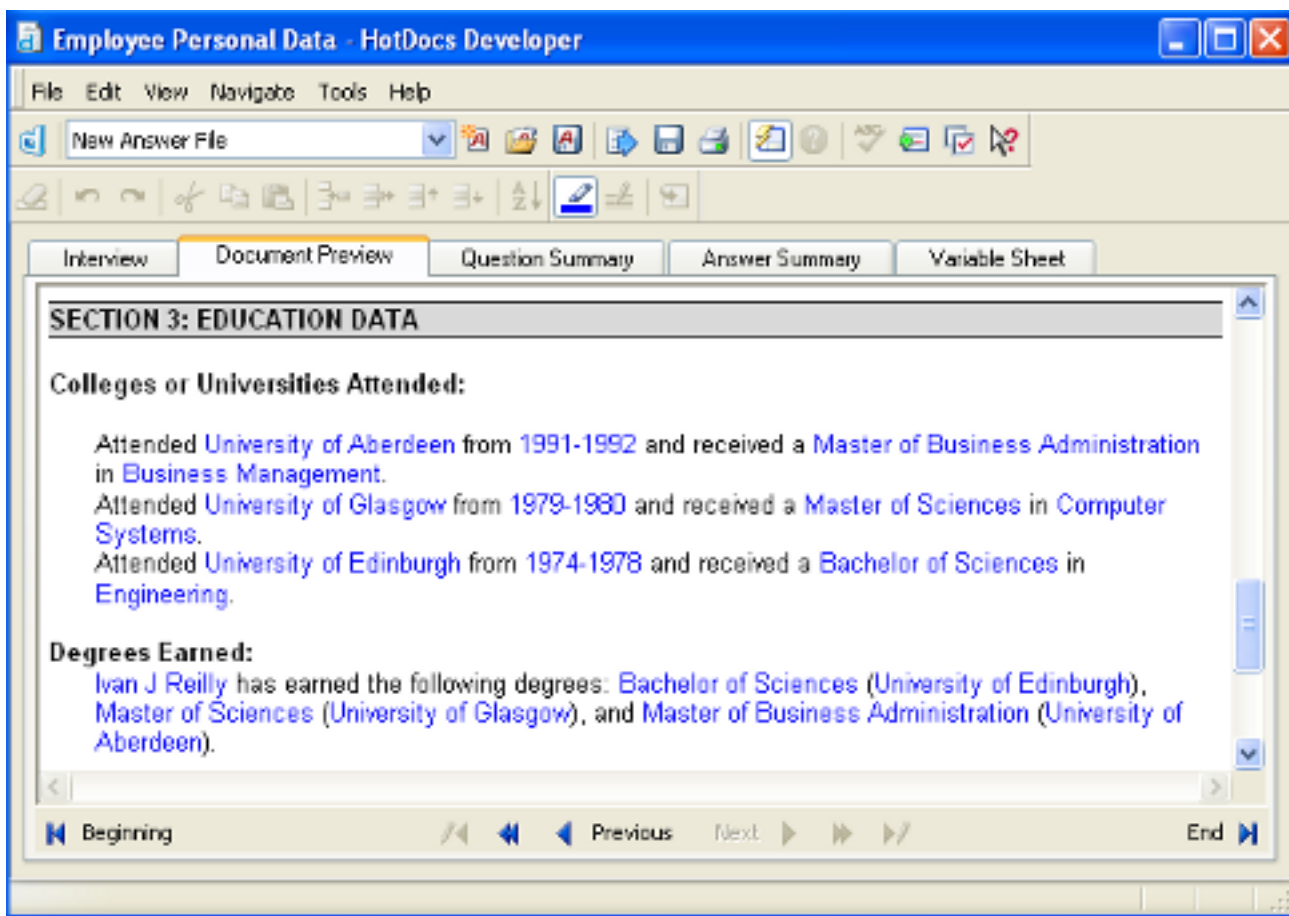 Employee Personal Data - HotDocs Developer
File Edit View Navigate Tools Help
New Answer File
Interview Document Preview Question Summary Answer Summary Variable Sheet
SECTION 3: EDUCATION DATA
Colleges or Universities Attended:
Attended University of Aberdeen from 1991-1992 and received a Master of Business Administration
in Business Management.
Attended University of Glasgow from 1979-1980 and received a Master of Sciences in Computer
Systems.
Attended University of Edinburgh from 1974-1978 and received a Bachelor of Sciences in
Engineering.
Degrees Earned:
Ivan J Reilly has earned the following degrees: Bachelor of Sciences (University of Edinburgh),
Master of Sciences (University of Glasgow), and Master of Business Administration (University of
Aberdeen).
Beginning Previous Next End